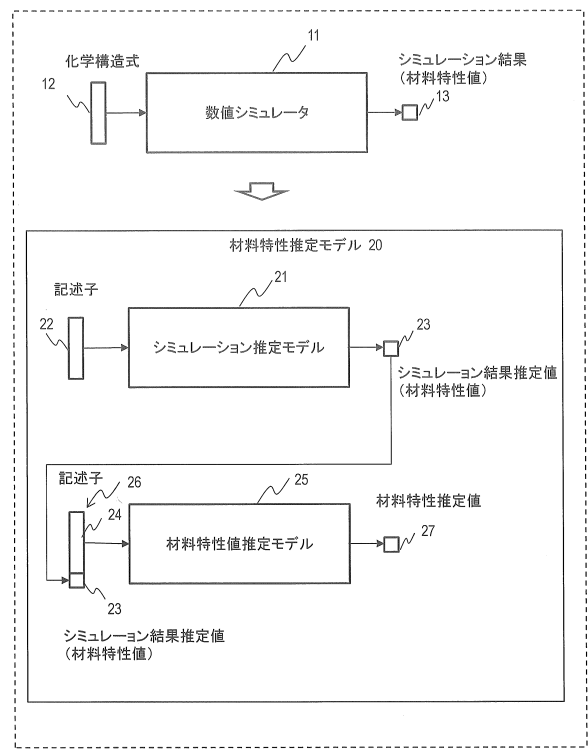 11
化学構造式
シミュレーション結果
(材料特性値)
12
13
数値シミュレータ
材料特性推定モデル 20
記述子
21
23
22
シミュレーション推定モデル
シミュレーョン結果推定値
(材料特性値)
記述子
26
25
材料特性推定値
24
材料特性値推定モデル
27
23
シミュレーョン結果推定値
(材料特性値)